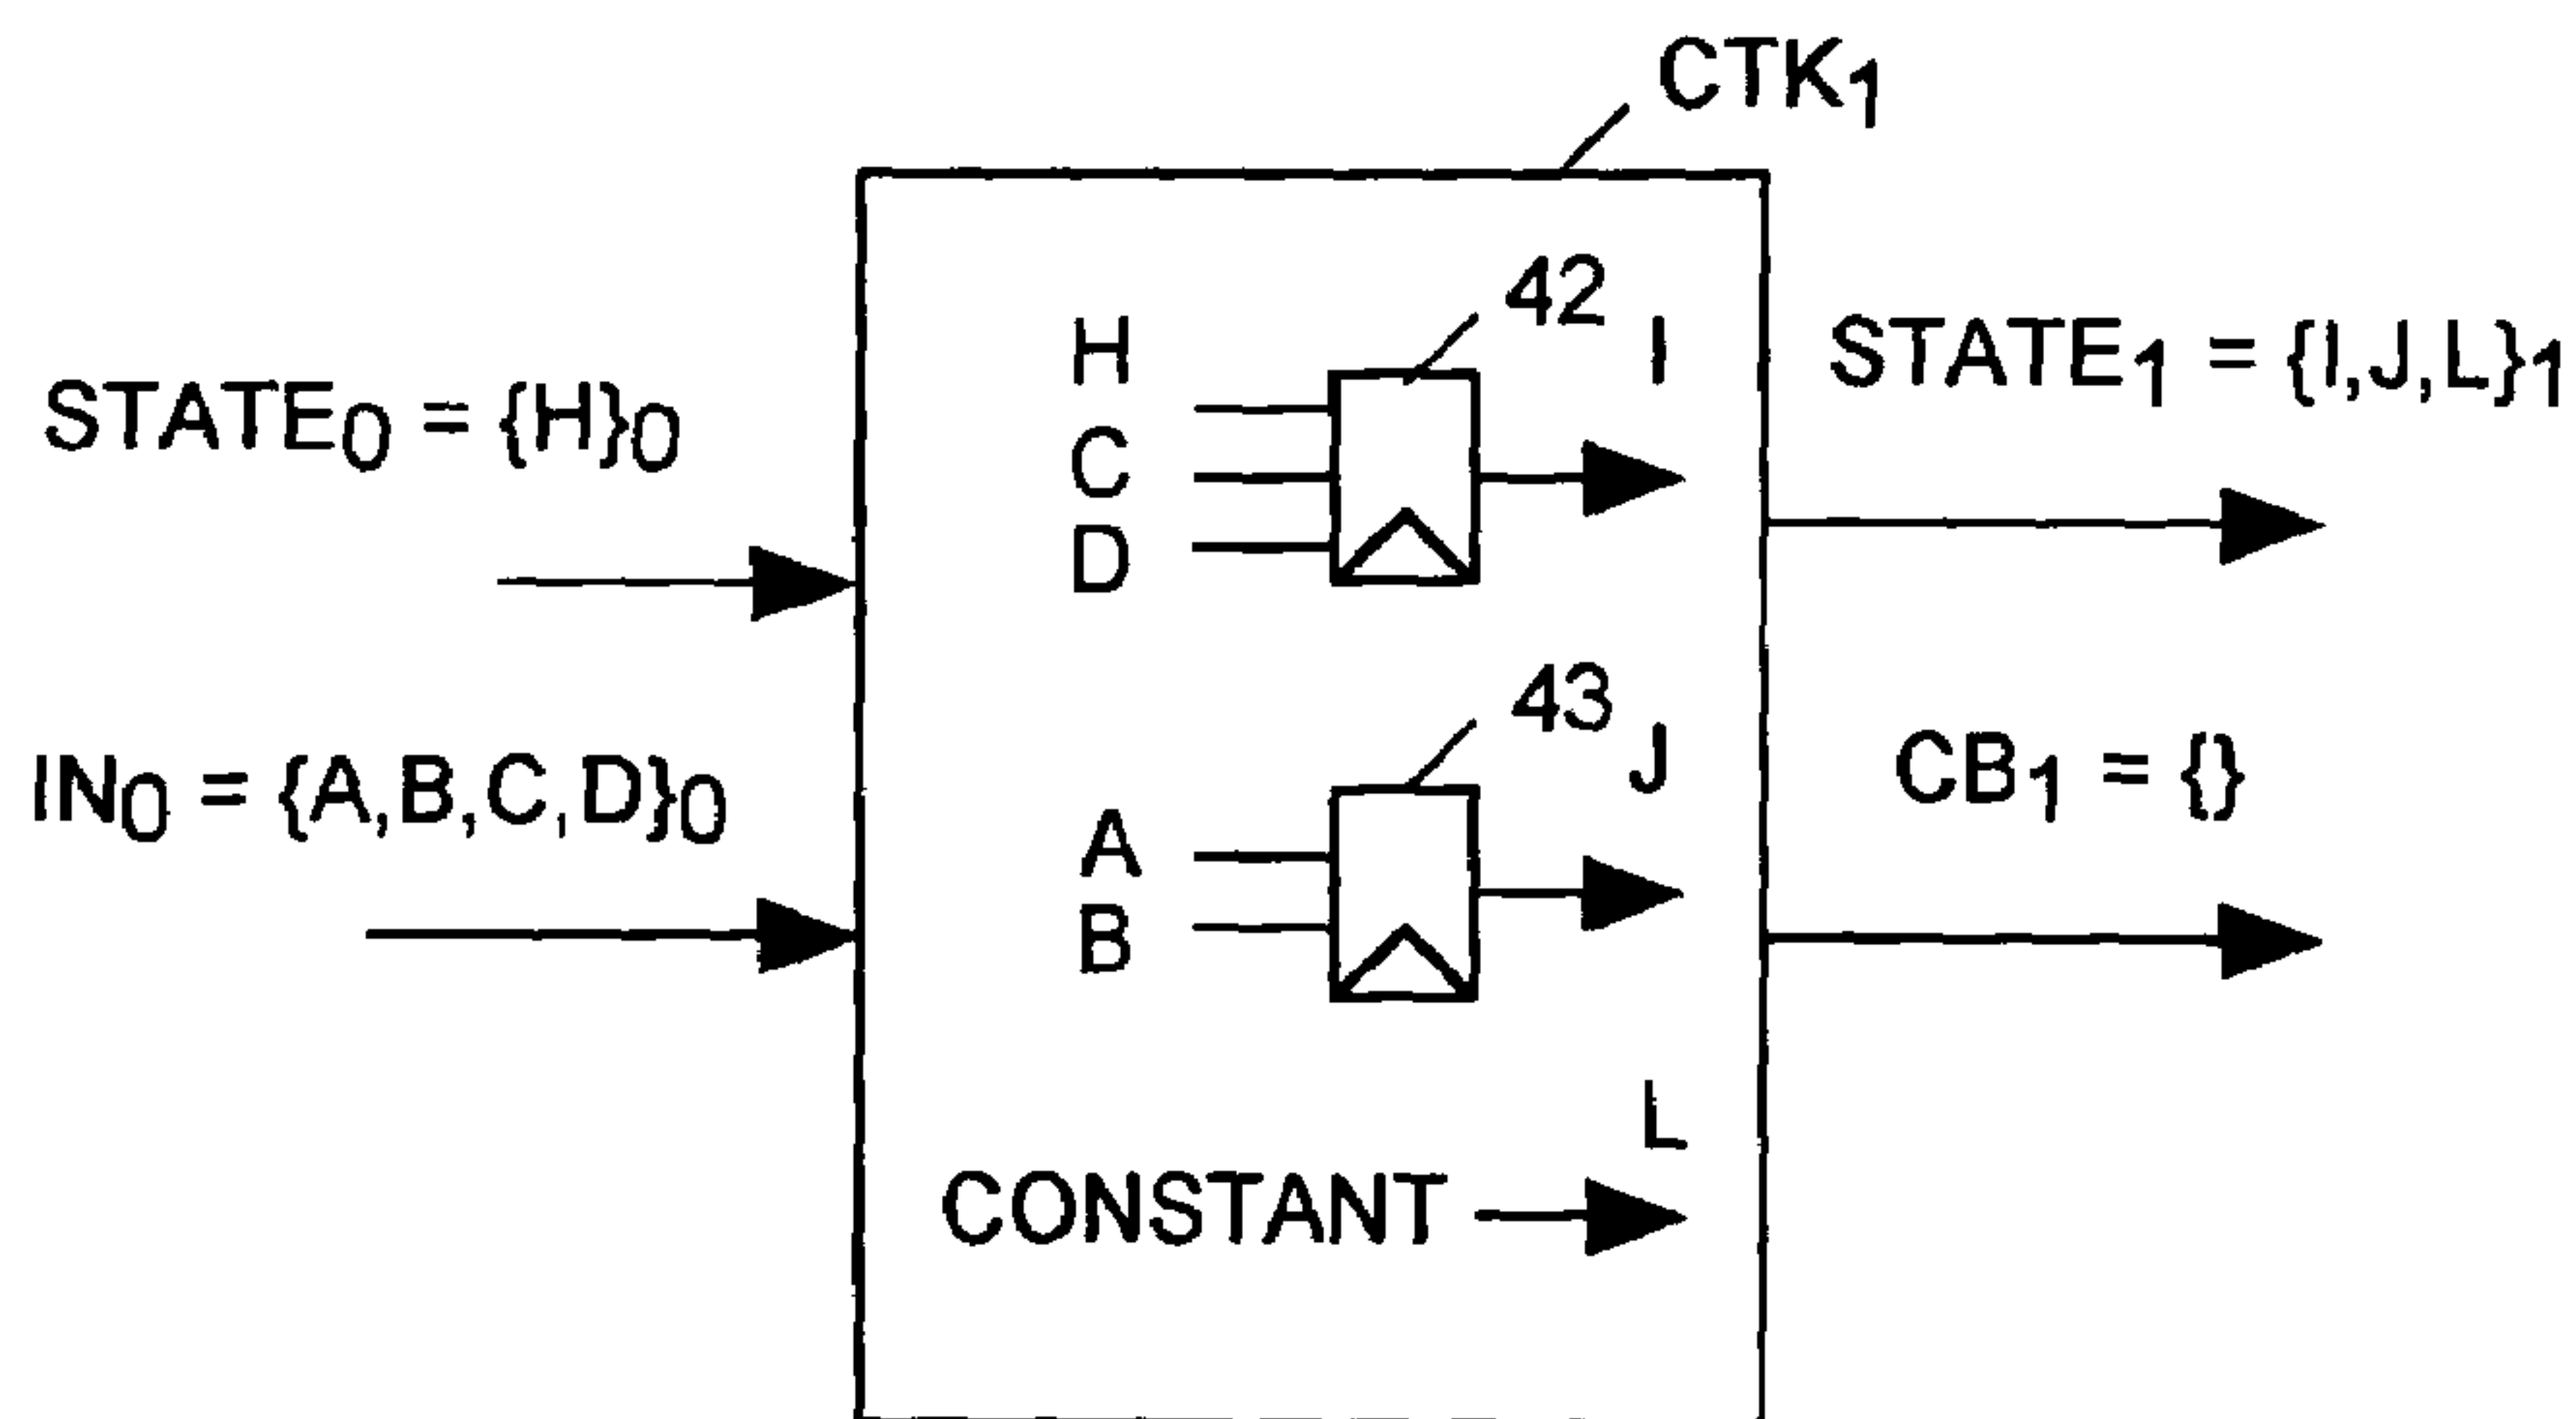 CTK1
42
H
I
STATE1 = {I,J,L}1
STATE0 = {H}0
C
D
43
J
CB1 = {}
IN0 = {A,B,C,D}0
A
B
L
CONSTANT